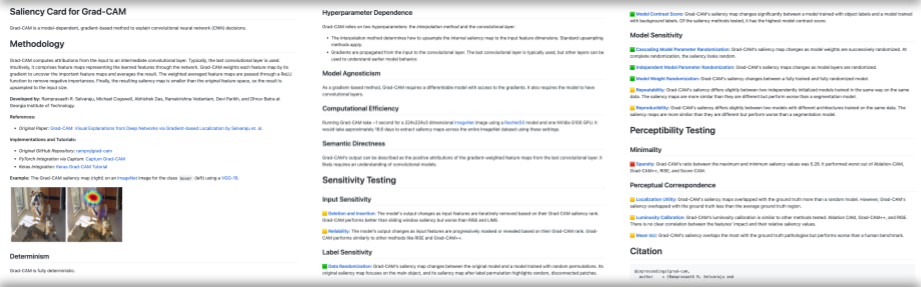 Saliency Card for Grad-CAM
Grad-CAM is a model-dependent, gradient-based method to explain convolutional neural network (CNN) decisions.
Methodology
Grad-CAM computes attributions from the input to an intermediate convolutional layer. Typically, the last convolutional layer is used.
Intuitively, it comprises feature maps representing the learned features through the network. Grad-CAM weights each feature map by its
gradient to uncover the important feature maps and averages the result. The weighted averaged feature maps are passed through a ReLU
function to remove negative importances. Finally, the resulting saliency map is smaller than the original feature space, so the result is
upsampled to the input size.
Developed by: Ramprasaath R. Selvaraju, Michael Cogswell, Abhishek Das, Ramakrishna Vedantam, Devi Parikh, and Dhruv Batra at
Georgia Institute of Technology.
References:
Original Paper: Grad-CAM: Visual Explanations from Deep Networks via Gradient-based Localization by Selvaraju et. al.
Implementations and Tutorials:
Original GitHub Repository: ramprs/grad-cam
PyTorch Integration via Captum: Captum Grad-CAM
Keras Integration: Keras Grad-CAM Tutorial
Example: The Grad-CAM saliency map (right) on an ImageNet image for the class boxer (left) using a VGG-16.
Determinism
Grad-CAM is fully deterministic.
Hyperparameter Dependence
Grad-CAM relies on two hyperparameters: the interpolation method and the convolutional layer.
The interpolation method determines how to upsample the internal saliency map to the input feature dimensions. Standard upsampling
methods apply.
Gradients are propagated from the input to the convolutional layer. The last convolutional layer is typically used, but other layers can be
used to understand earlier model behavior
Model Agnosticism
As a gradient-based method, Grad-CAM requires a differentiable model with access to the gradients. It also requires the model to have
convolutional layers.
Computational Efficiency
Running Grad-CAM take ~1 second for a 224x224x3 dimensional ImageNet image using a ResNet50 model and one NVidia G100 GPU. It
would take approximately 16.6 days to extract saliency maps across the entire ImageNet dataset using these settings.
Semantic Directness
Grad-CAM's output can be described as the positive attributions of the gradient-weighted feature maps from the last convolutional layer. It
likely requires an understanding of convolutional models.
Sensitivity Testing
Input Sensitivity
Deletion and Insertion: The model's output changes as input features are iteratively removed based on their Grad-CAM saliency rank.
Grad-CAM performs better than sliding window saliency but worse than RISE and LIME.
Reliability: The model's output changes as input features are progressively masked or revealed based on their Grad-CAM rank. Grad-
CAM performs similarly to other methods like RISE and Grad-CAM++.
Label Sensitivity
Data Randomization: Grad-CAM's saliency map changes between the original model and a model trained with random permutations. Its
original saliency map focuses on the main object, and its saliency map after label permutation highlights random, disconnected patches.
Model Contrast Score: Grad-CAM's saliency map changes significantly between a model trained with object labels and a model trained
with background labels. Of the saliency methods tested, it has the highest model contrast score.
Model Sensitivity
Cascading Model Parameter Randomization: Grad-CAM's saliency map changes as model weights are successively randomized. At
complete randomization, the saliency looks random.
Independent Model Parameter Randomization: Grad-CAM's saliency maps changes as model layers are randomized.
Model Weight Randomization: Grad-CAM's saliency changes between a fully trained and fully randomized model.
Repeatability: Grad-CAM's saliency differs slightly between two independently initialized models trained in the same way on the same
data. The saliency maps are more similar than they are different but perform worse than a segmentation model.
Reproducibility: Grad-CAM's saliency differs slightly between two models with different architectures trained on the same data. The
saliency maps are more similar than they are different but perform worse than a segmentation model.
Perceptibility Testing
Minimality
Sparsity: Grad-CAM's ratio between the maximum and minimum saliency values was 5.25. It performed worst out of Ablation-CAM,
Grad-CAM++, RISE, and Score-CAM.
Perceptual Correspondence
Localization Utility: Grad-CAM's saliency maps overlapped with the ground truth more than a random model. However, Grad-CAM's
saliency overlapped with the ground truth less than the average ground truth region.
Luminosity Calibration: Grad-CAM's luminosity calibration is similar to other methods tested: Ablation CAM, Grad-CAM++, and RISE.
There is no clear correlation between the features' impact and their relative saliency values.
Mean IoU: Grad-CAM's saliency overlaps the most with the ground truth pathologies but performs worse than a human benchmark.
Citation